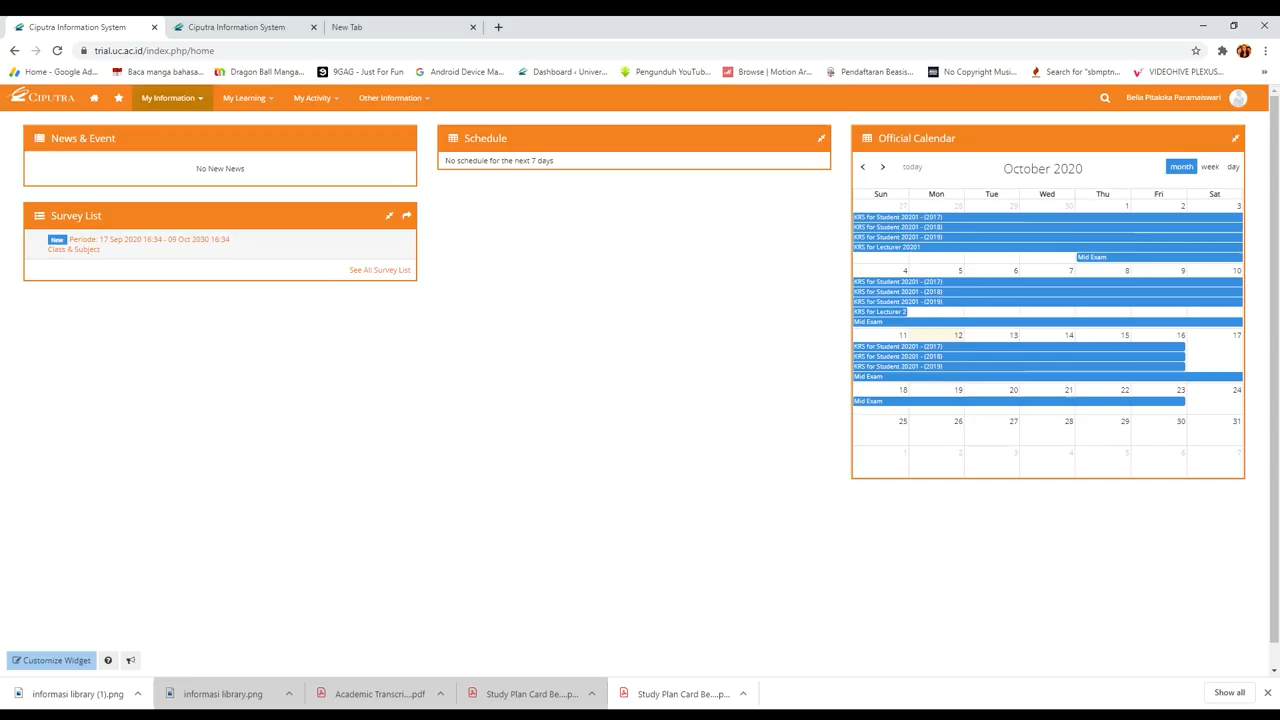 Ciputra Information System
Ciputra Information System
New Tab
trial.uc.ac.id/index.php/home
Home - Google Ad...
Baca manga bahasa...
Dragon Ball Manga...
9GAG - Just For Fun
Android Device Ma...
Dashboard ‹ Univer...
Pengunduh YouTub...
Browse | Motion Ar...
Pendaftaran Beasis...
No Copyright Musi...
Search for "sbmptn...
VIDEOHIVE PLEXUS...
CIPUTRA
My Information
My Learning
My Activity
Other Information
Bella Pitaloka Paramaiswari
News & Event
No New News
Survey List
New Periode: 17 Sep 2020 16:34 - 09 Oct 2030 16:34
Class & Subject
See All Survey List
Schedule
No schedule for the next 7 days
Official Calendar
today
October 2020
month week day
Sun Mon Tue Wed Thu Fri Sat
27 28 29 30 1 2 3
KRS for Student 20201 - (2017)
KRS for Student 20201 - (2018)
KRS for Student 20201 - (2019)
KRS for Lecturer 20201
Mid Exam
4 5 6 7 8 9 10
KRS for Student 20201 - (2017)
KRS for Student 20201 - (2018)
KRS for Student 20201 - (2019)
KRS for Lecturer 2
Mid Exam
11 12 13 14 15 16 17
KRS for Student 20201 - (2017)
KRS for Student 20201 - (2018)
KRS for Student 20201 - (2019)
Mid Exam
18 19 20 21 22 23 24
Mid Exam
25 26 27 28 29 30 31
1 2 3 4 5 6 7
Customize Widget
informasi library (1).png
informasi library.png
Academic Transcri....pdf
Study Plan Card Be....p...
Study Plan Card Be....p...
Show all